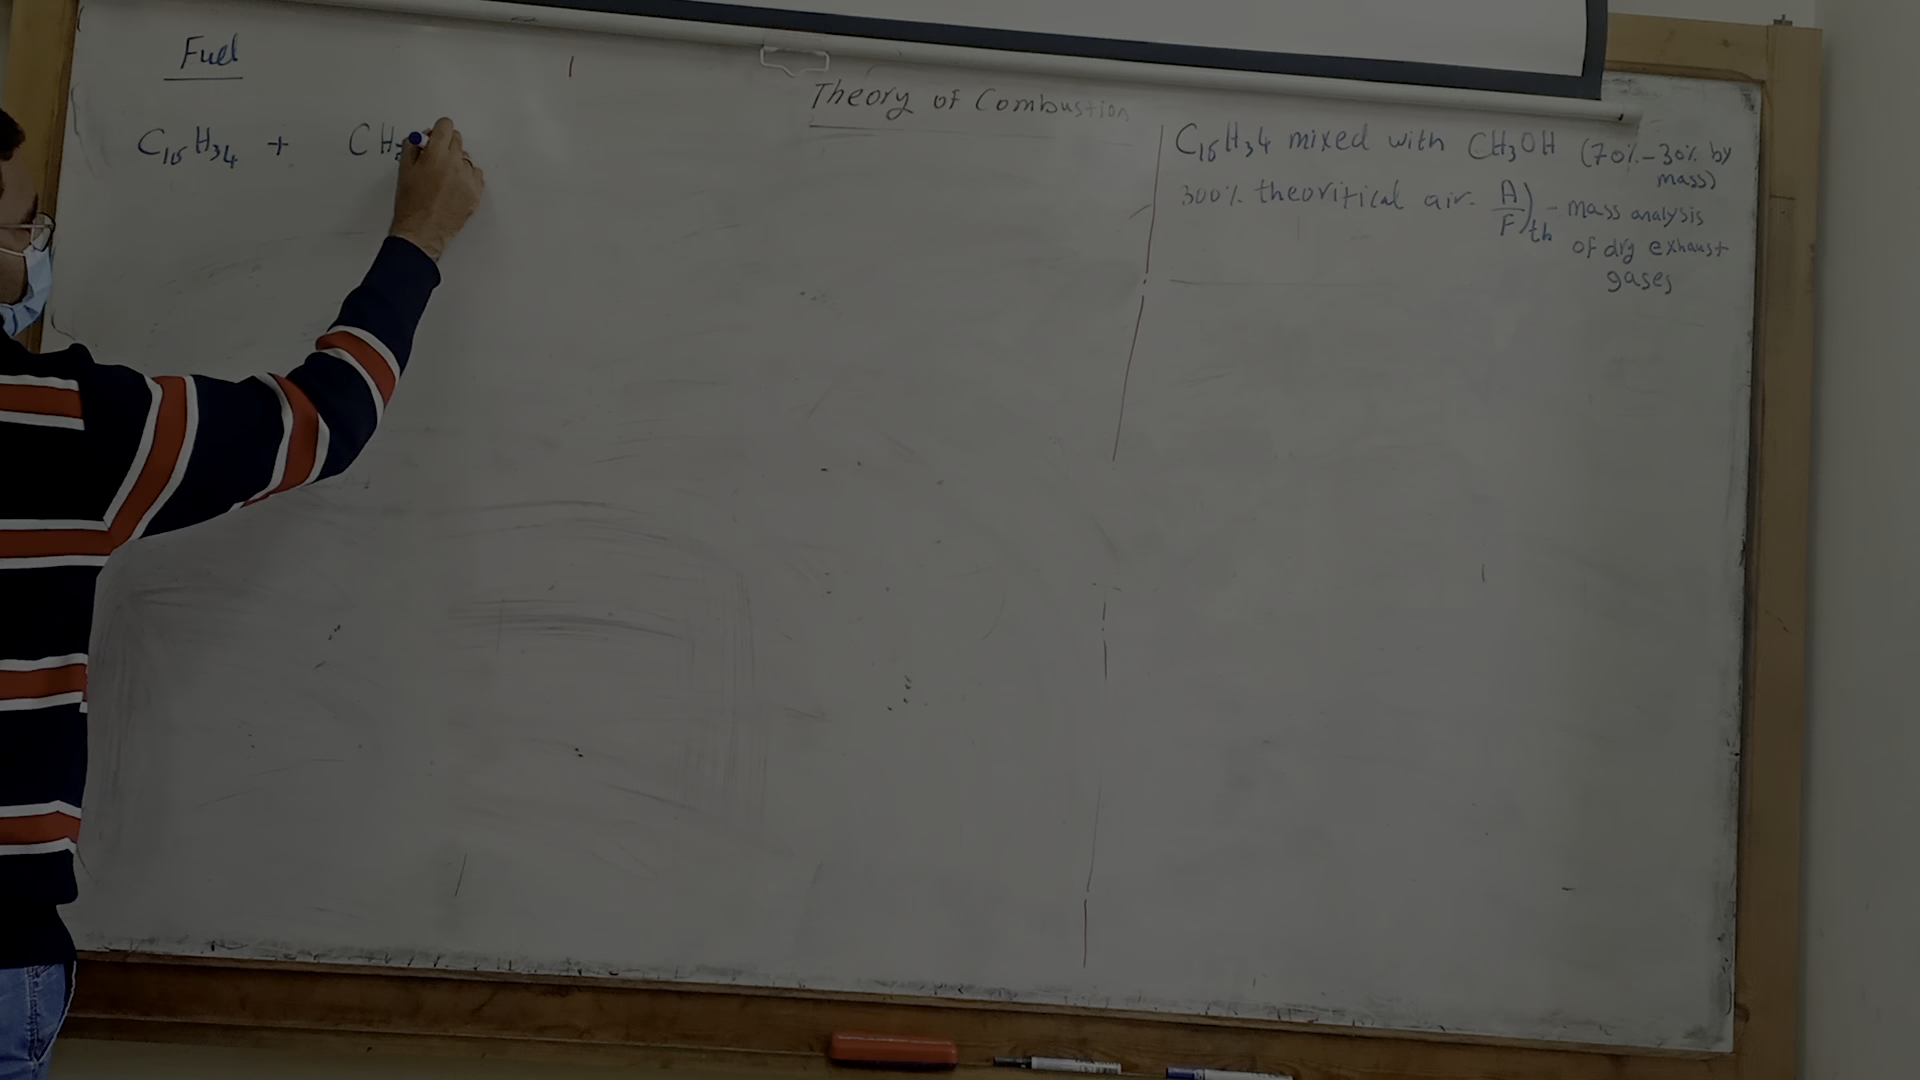 Fuel
C16H34 + CH3
Theory of Combustion
C16H34 mixed with CH3OH (70%-30% by mass)
300% theoritical air. A/F)th - mass analysis
of dry exhaust
gases